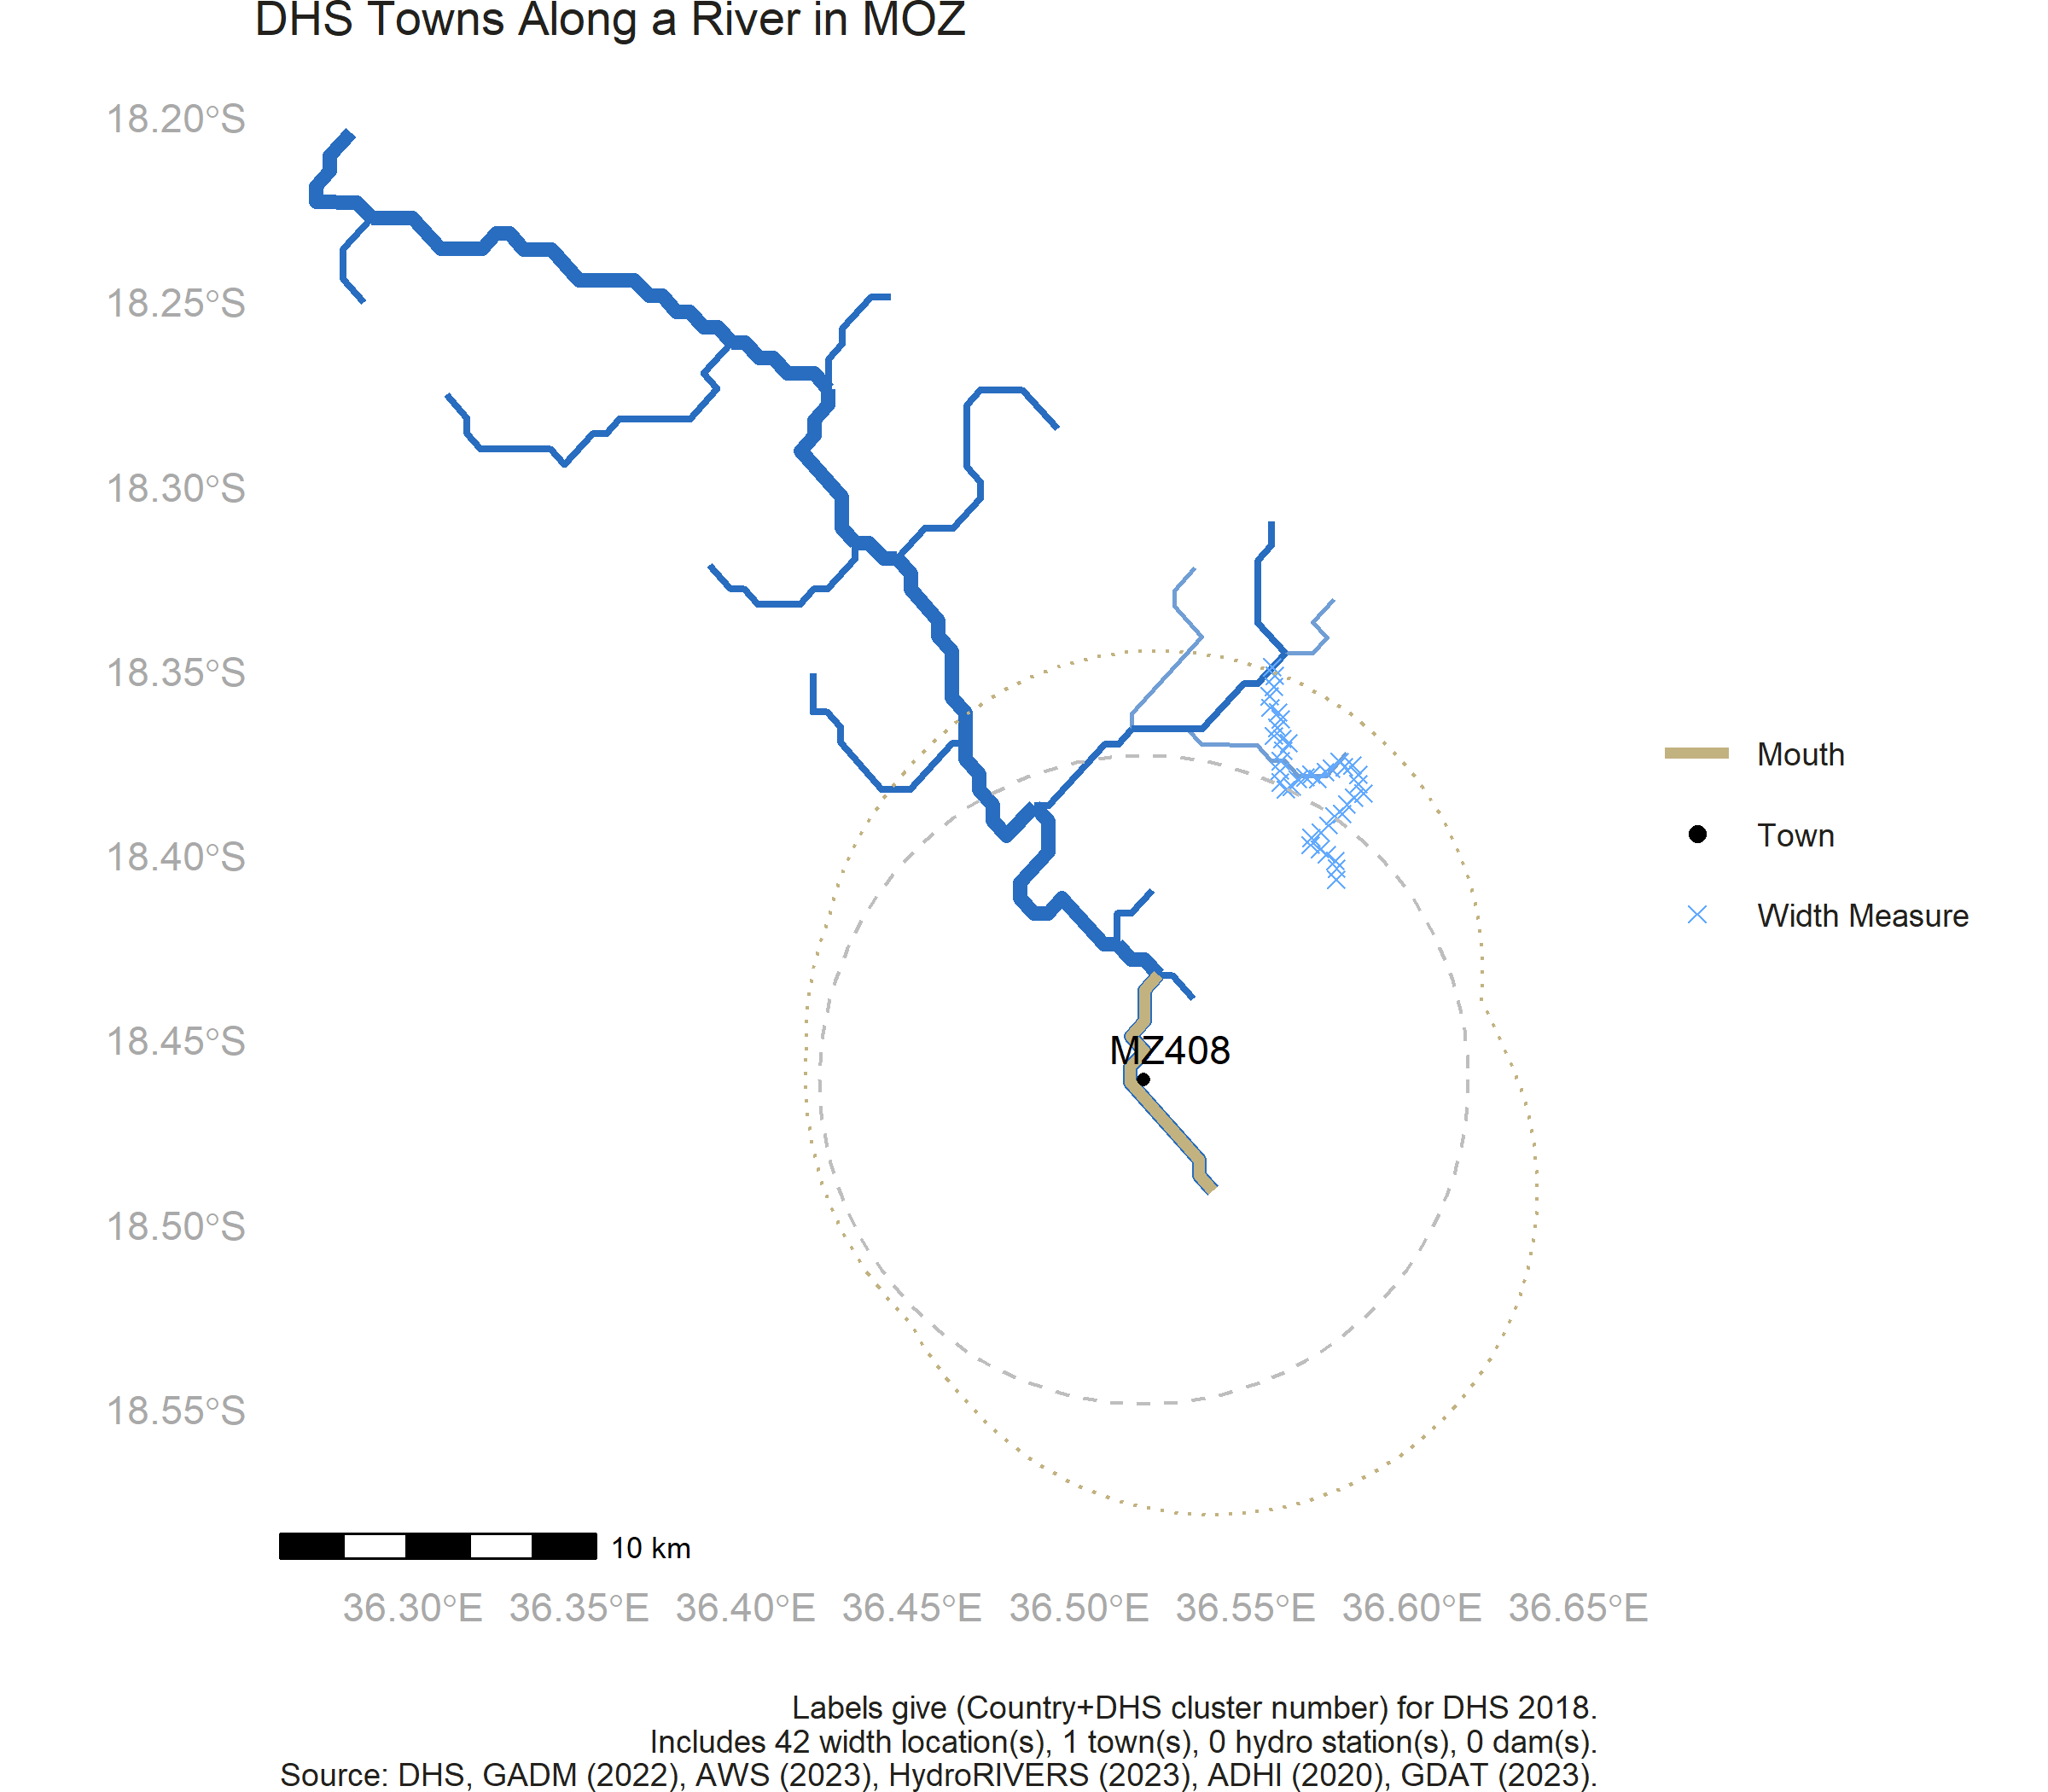 DHS Towns Along a River in MOZ
18.20°S
18.25°S
18.30°S
18.35°S
18.40°S
18.45°S
18.50°S
18.55°S
Mouth
Town
Width Measure
MZ408
10 km
36.30°E 36.35°E 36.40°E 36.45°E 36.50°E 36.55°E 36.60°E 36.65°E
Labels give (Country+DHS cluster number) for DHS 2018.
Includes 42 width location(s), 1 town(s), 0 hydro station(s), 0 dam(s).
Source: DHS, GADM (2022), AWS (2023), HydroRIVERS (2023), ADHI (2020), GDAT (2023).